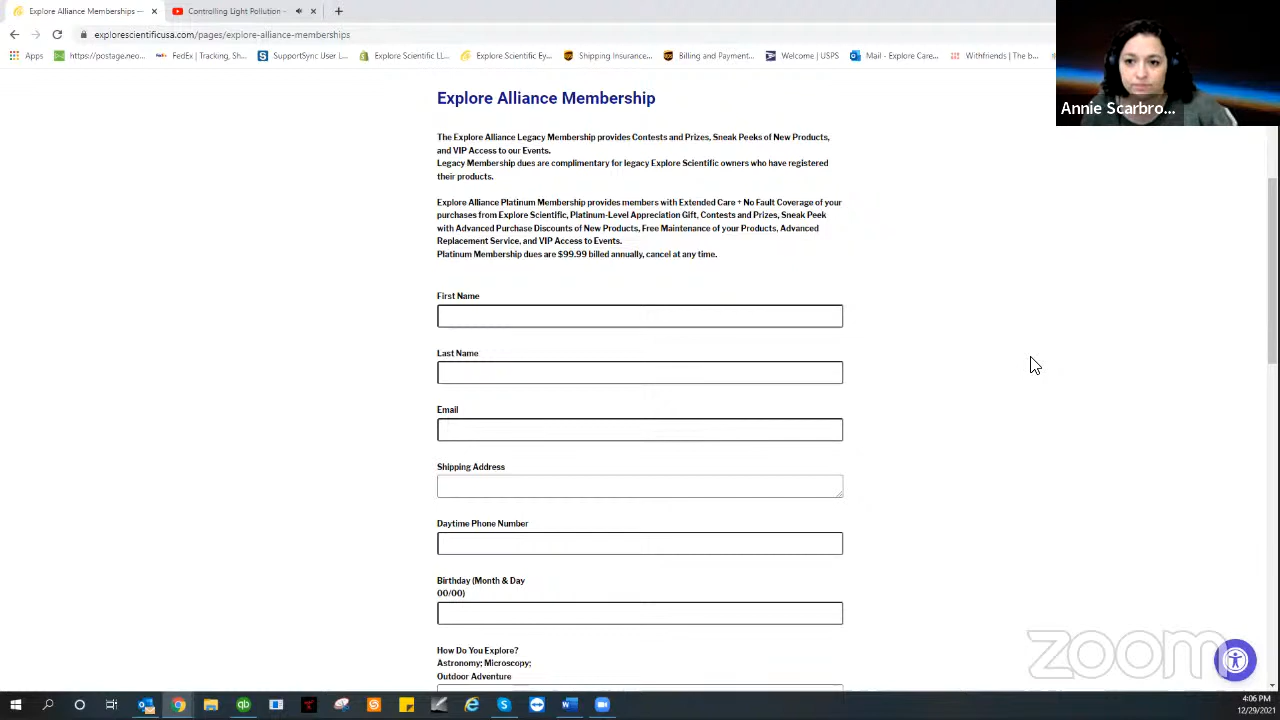 Explore Alliance Memberships –
Controlling Light Pollution -
explorescientificusa.com/pages/explore-alliance-memberships
Apps
https://postage.neo...
FedEx | Tracking, Sh...
SupportSync User L...
Explore Scientific LL...
Explore Scientific Ey...
Shipping Insurance...
Billing and Payment...
Welcome | USPS
Mail - Explore Care...
Withfriends | The b...
Annie Scarbro...
Explore Alliance Membership
The Explore Alliance Legacy Membership provides Contests and Prizes, Sneak Peeks of New Products,
and VIP Access to our Events.
Legacy Membership dues are complimentary for legacy Explore Scientific owners who have registered
their products.
Explore Alliance Platinum Membership provides members with Extended Care + No Fault Coverage of your
purchases from Explore Scientific, Platinum-Level Appreciation Gift, Contests and Prizes, Sneak Peek
with Advanced Purchase Discounts of New Products, Free Maintenance of your Products, Advanced
Replacement Service, and VIP Access to Events.
Platinum Membership dues are $99.99 billed annually, cancel at any time.
First Name
Last Name
Email
Shipping Address
Daytime Phone Number
Birthday (Month & Day
00/00)
How Do You Explore?
Astronomy; Microscopy;
Outdoor Adventure
zoom
4:06 PM
12/29/2021